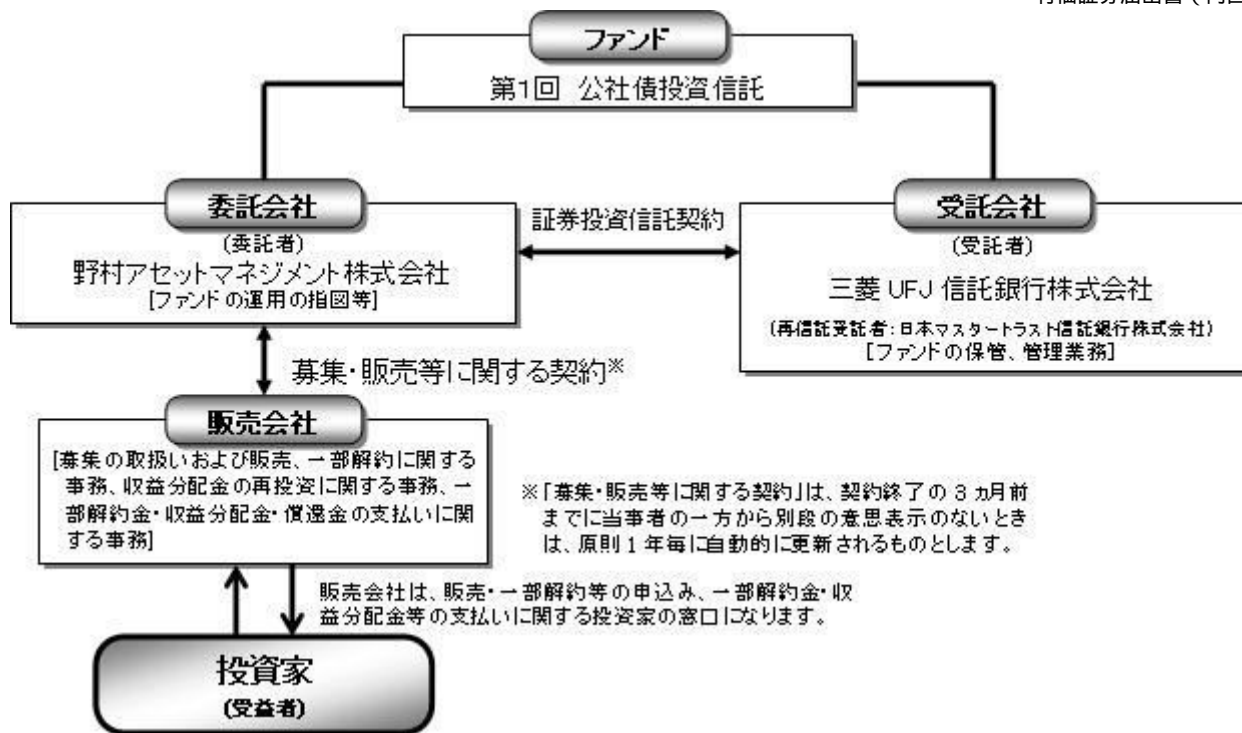 ファンド
第1回 公社債投資信託
委託会社
(委託者)
野村アセットマネジメント株式会社
[ファンドの運用の指図等]
証券投資信託契約
受託会社
(受託者)
三菱 UFJ 信託銀行株式会社
(再信託受託者:日本マスタートラスト信託銀行株式会社)
[ファンドの保管、管理業務]
募集・販売等に関する契約※
販売会社
[募集の取扱いおよび販売、一部解約に関する
事務、収益分配金の再投資に関する事務、一
部解約金・収益分配金・償還金の支払いに関
する事務]
※「募集・販売等に関する契約」は、契約終了の 3 カ月前
までに当事者の一方から別段の意思表示のないとき
は、原則 1 年毎に自動的に更新されるものとします。
販売会社は、販売・一部解約等の申込み、一部解約金・収
益分配金等の支払いに関する投資家の窓口になります。
投資家
(受益者)